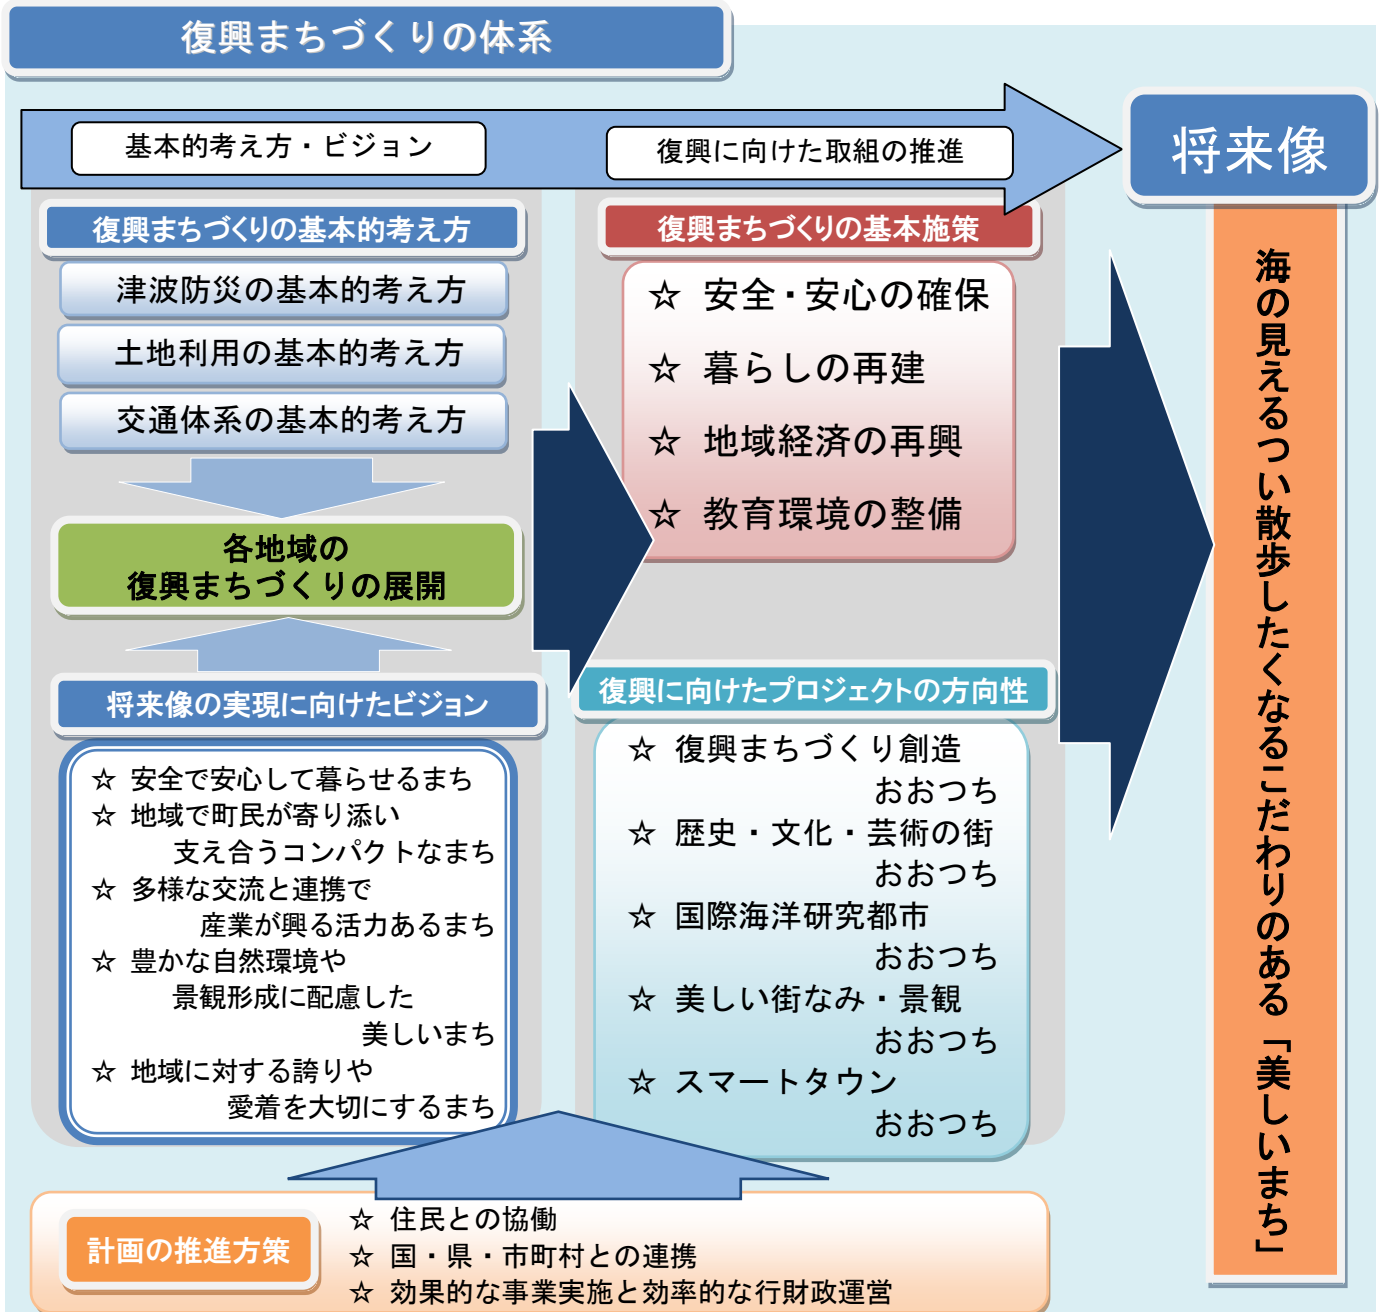 復興まちづくりの体系
基本的考え方・ビジョン
復興に向けた取組の推進
将来像
復興まちづくりの基本的考え方
津波防災の基本的考え方
土地利用の基本的考え方
交通体系の基本的考え方
各地域の
復興まちづくりの展開
将来像の実現に向けたビジョン
☆ 安全で安心して暮らせるまち
☆ 地域で町民が寄り添い
支え合うコンパクトなまち
☆ 多様な交流と連携で
産業が興る活力あるまち
☆ 豊かな自然環境や
景観形成に配慮した
美しいまち
☆ 地域に対する誇りや
愛着を大切にするまち
復興まちづくりの基本施策
☆ 安全・安心の確保
☆ 暮らしの再建
☆ 地域経済の再興
☆ 教育環境の整備
復興に向けたプロジェクトの方向性
☆ 復興まちづくり創造
おおつち
☆ 歴史・文化・芸術の街
おおつち
☆ 国際海洋研究都市
おおつち
☆ 美しい街なみ・景観
おおつち
☆ スマートタウン
おおつち
海の見えるつい散歩したくなるこだわりのある「美しいまち」
計画の推進方策
☆ 住民との協働
☆ 国・県・市町村との連携
☆ 効果的な事業実施と効率的な行財政運営